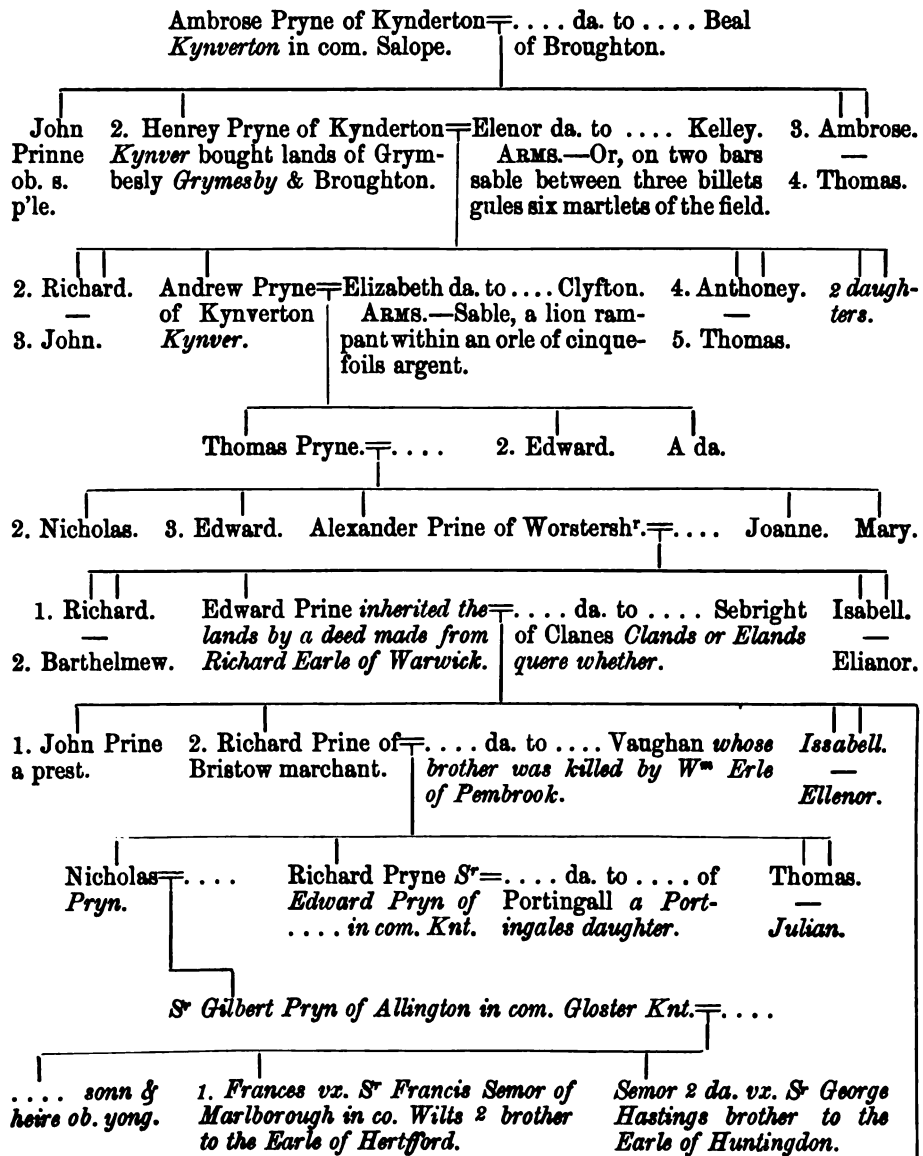 Ambrose Pryne of Kynderton=.... da. to .... Beal
Kynverton in com. Salope. of Broughton.
John 2. Henrey Pryne of Kynderton=Elenor da. to .... Kelley. 3. Ambrose.
Prinne Kynver bought lands of Grym- ARMS.—Or, on two bars —
ob. s. besly Grymesby & Broughton. sable between three billets 4. Thomas.
p'le. gules six martlets of the field.
2. Richard. Andrew Pryne=Elizabeth da. to .... Clyfton. 4. Anthoney. 2 daugh-
— of Kynverton ARMS.—Sable, a lion ram- — ters.
3. John. Kynver. pant within an orle of cinque- 5. Thomas.
foils argent.
Thomas Pryne.=.... 2. Edward. A da.
2. Nicholas. 3. Edward. Alexander Prine of Worstershr.=.... Joanne. Mary.
1. Richard. Edward Prine inherited the=.... da. to .... Sebright Isabell.
— lands by a deed made from of Clanes Clands or Elands —
2. Barthelmew. Richard Earle of Warwick. quere whether. Elianor.
1. John Prine 2. Richard Prine of=.... da. to .... Vaughan whose Issabell.
a prest. Bristow marchant. brother was killed by Wm Erle —
of Pembrook. Ellenor.
Nicholas=.... Richard Pryne Sr=.... da. to .... of Thomas.
Pryn. Edward Pryn of Portingall a Port- —
.... in com. Knt. ingales daughter. Julian.
Sr Gilbert Pryn of Allington in com. Gloster Knt.=....
.... sonn & 1. Frances vx. Sr Francis Semor of Semor 2 da. vx. Sr George
heire ob. yong. Marlborough in co. Wilts 2 brother Hastings brother to the
to the Earle of Hertfford. Earle of Huntingdon.